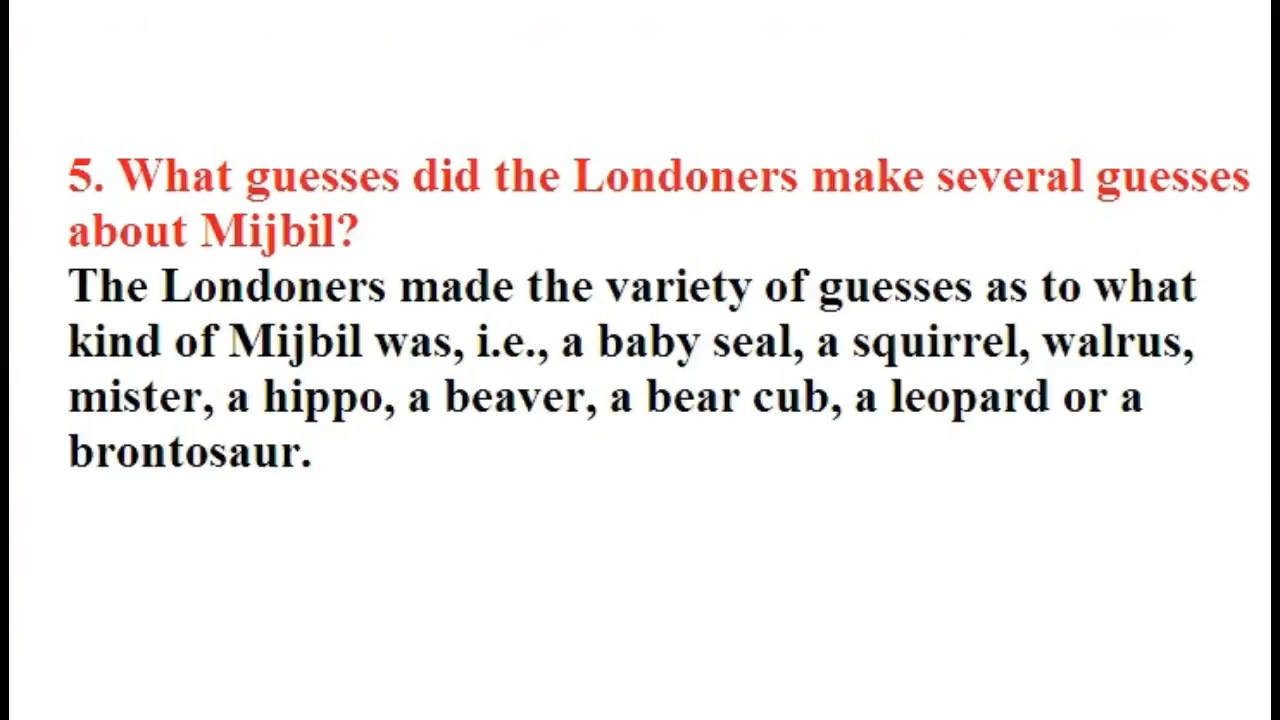 5. What guesses did the Londoners make several guesses
about Mijbil?
The Londoners made the variety of guesses as to what
kind of Mijbil was, i.e., a baby seal, a squirrel, walrus,
mister, a hippo, a beaver, a bear cub, a leopard or a
brontosaur.